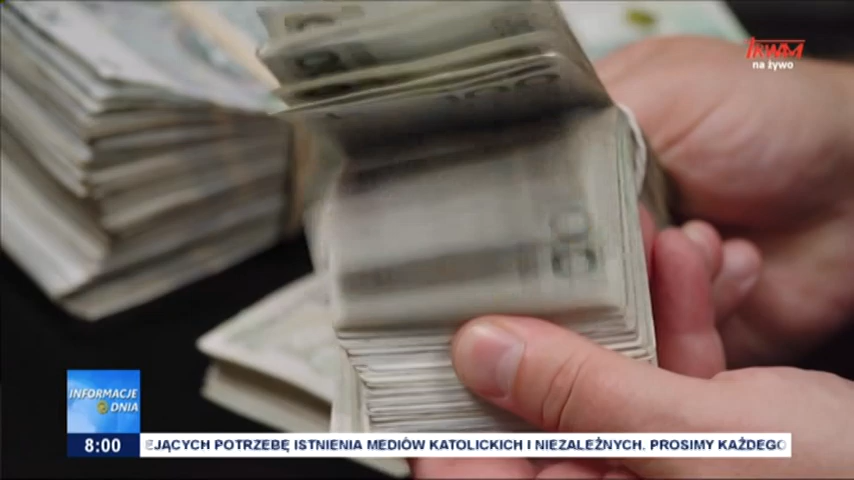 TRWAM
na żywo
INFORMACJE
DNIA
8:00
EJĄCYCH POTRZEBĘ ISTNIENIA MEDIÓW KATOLICKICH I NIEZALEŻNYCH. PROSIMY KAŻDEGO